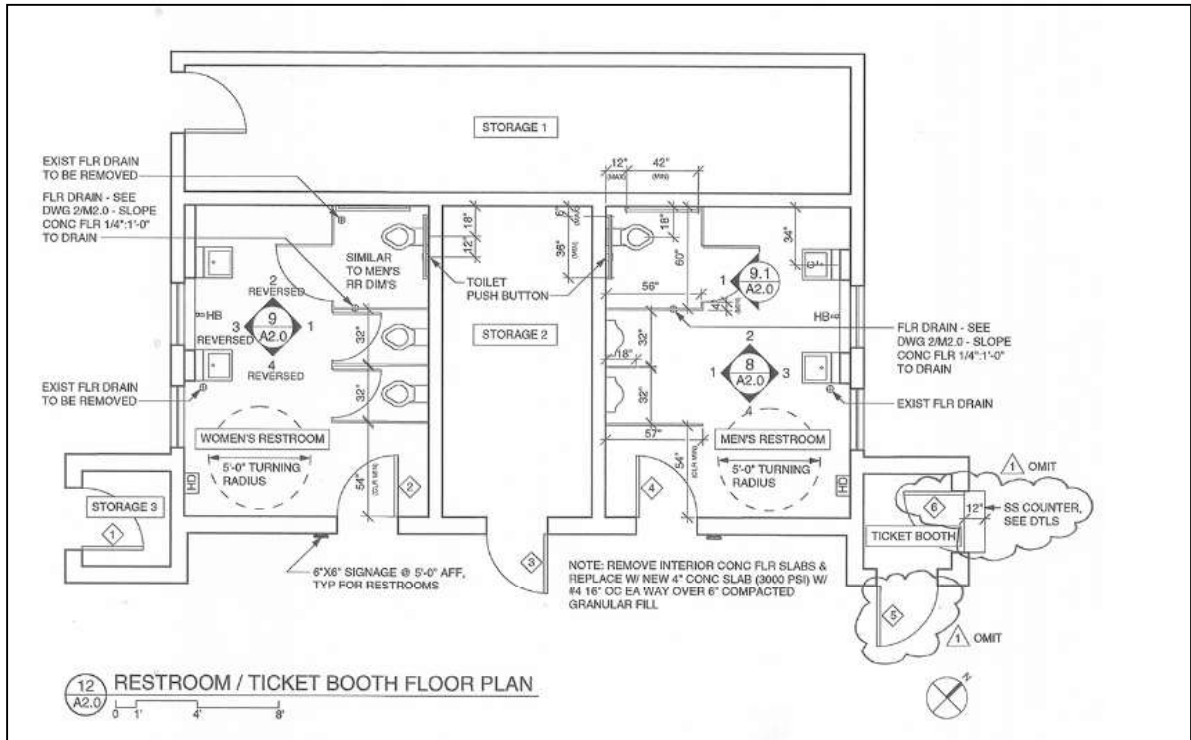 STORAGE 1
EXIST FLR DRAIN
TO BE REMOVED
FLR DRAIN - SEE
DWG 2/M2.0 - SLOPE
CONC FLR 1/4":1'-0"
TO DRAIN
12"
(MAX)
42"
(MIN)
18"
12"
6"
(MAX)
36"
(MIN)
18"
60"
34"
SIMILAR
TO MEN'S
RR DIM'S
TOILET
PUSH BUTTON
56"
1
9.1
A2.0
2
REVERSED
HB
3
REVERSED
9
A2.0
1
4
REVERSED
32"
32"
STORAGE 2
32"
18"
32"
2
1
8
A2.0
3
4
HB
FLR DRAIN - SEE
DWG 2/M2.0 - SLOPE
CONC FLR 1/4":1'-0"
TO DRAIN
EXIST FLR DRAIN
TO BE REMOVED
EXIST FLR DRAIN
WOMEN'S RESTROOM
5'-0" TURNING
RADIUS
HD
54"
(CLR MIN)
2
57"
54"
(CLR MIN)
4
MEN'S RESTROOM
5'-0" TURNING
RADIUS
HD
STORAGE 3
1
1 OMIT
6
12"
SS COUNTER,
SEE DTLS
TICKET BOOTH
6"X6" SIGNAGE @ 5'-0" AFF,
TYP FOR RESTROOMS
3
NOTE: REMOVE INTERIOR CONC FLR SLABS &
REPLACE W/ NEW 4" CONC SLAB (3000 PSI) W/
#4 16" OC EA WAY OVER 6" COMPACTED
GRANULAR FILL
5
1 OMIT
12
A2.0
RESTROOM / TICKET BOOTH FLOOR PLAN
0 1' 4' 8'
N